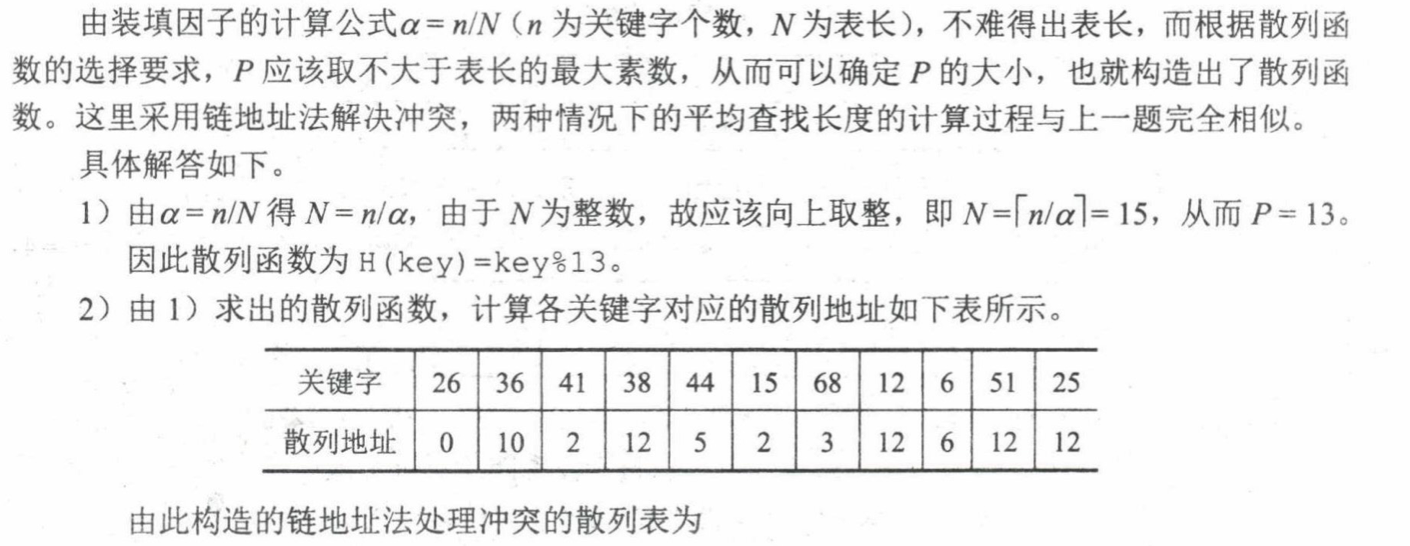 由装填因子的计算公式α = n/N（n 为关键字个数，N 为表长），不难得出表长，而根据散列函
数的选择要求，P 应该取不大于表长的最大素数，从而可以确定 P 的大小，也就构造出了散列函
数。这里采用链地址法解决冲突，两种情况下的平均查找长度的计算过程与上一题完全相似。
具体解答如下。
1）由α = n/N 得 N = n/α，由于 N 为整数，故应该向上取整，即 N =⌈n/α⌉= 15，从而 P = 13。
因此散列函数为 H(key)=key%13。
2）由 1）求出的散列函数，计算各关键字对应的散列地址如下表所示。
关键字 26 36 41 38 44 15 68 12 6 51 25
散列地址 0 10 2 12 5 2 3 12 6 12 12
由此构造的链地址法处理冲突的散列表为